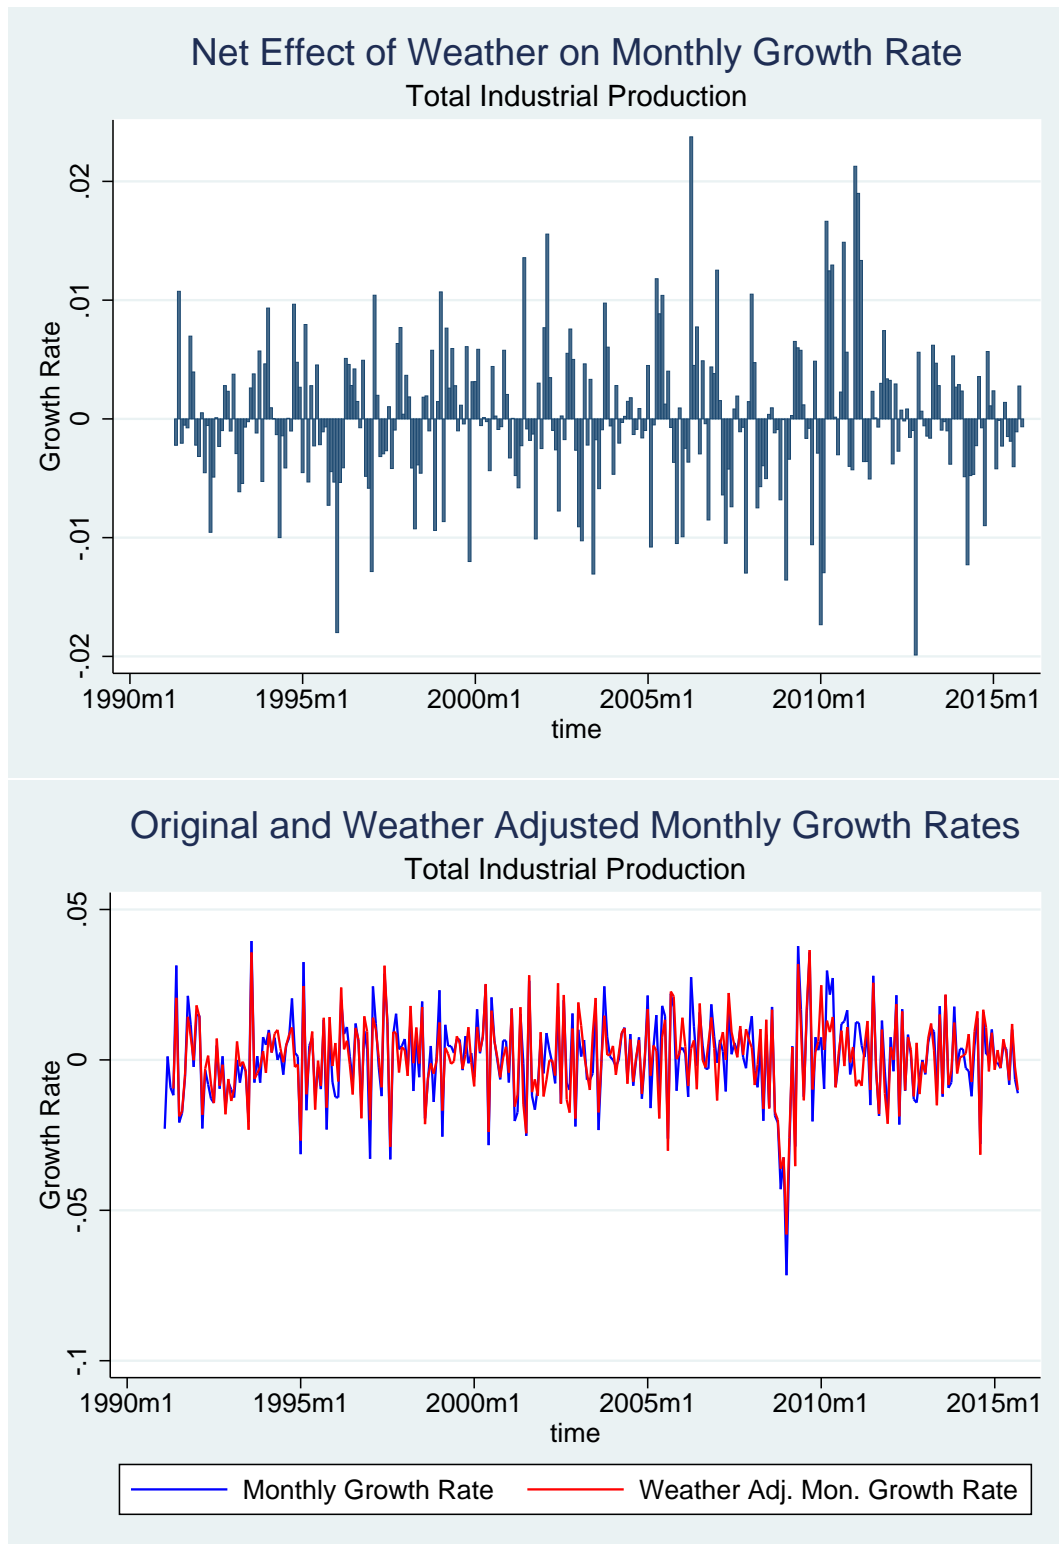 Net Effect of Weather on Monthly Growth Rate
Total Industrial Production
Growth Rate
.02
.01
0
-.01
-.02
1990m1 1995m1 2000m1 2005m1 2010m1 2015m1
time
Original and Weather Adjusted Monthly Growth Rates
Total Industrial Production
Growth Rate
.05
0
-.05
-.1
1990m1 1995m1 2000m1 2005m1 2010m1 2015m1
time
Monthly Growth Rate Weather Adj. Mon. Growth Rate